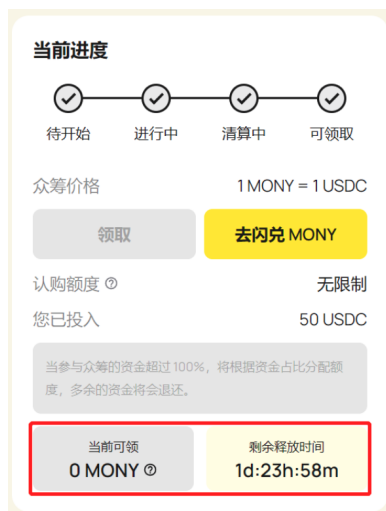 当前进度
待开始 进行中 清算中 可领取
众筹价格 1 MONY = 1 USDC
领取 去闪兑 MONY
认购额度 无限制
您已投入 50 USDC
当参与众筹的资金超过100%，将根据资金占比分配额
度，多余的资金将会退还。
当前可领 剩余释放时间
0 MONY 1d:23h:58m